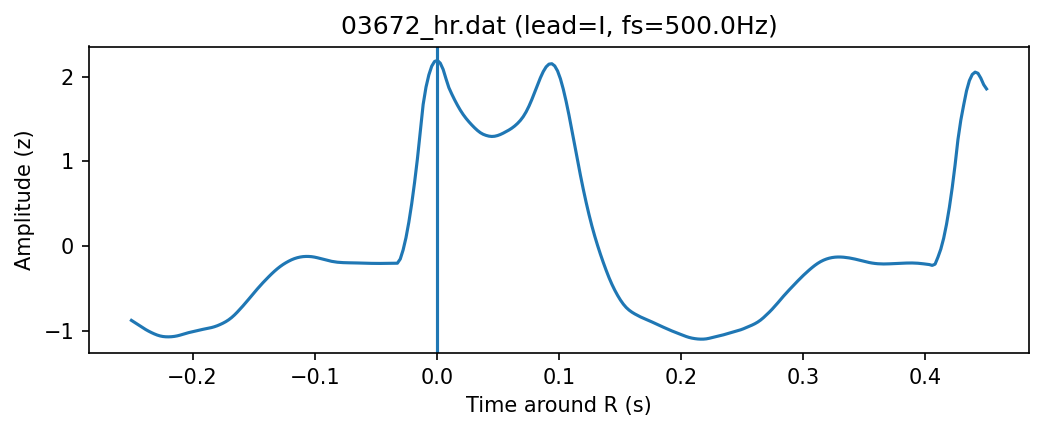 03672_hr.dat (lead=I, fs=500.0Hz)
Amplitude (z)
2
1
0
−1
−0.2 −0.1 0.0 0.1 0.2 0.3 0.4
Time around R (s)